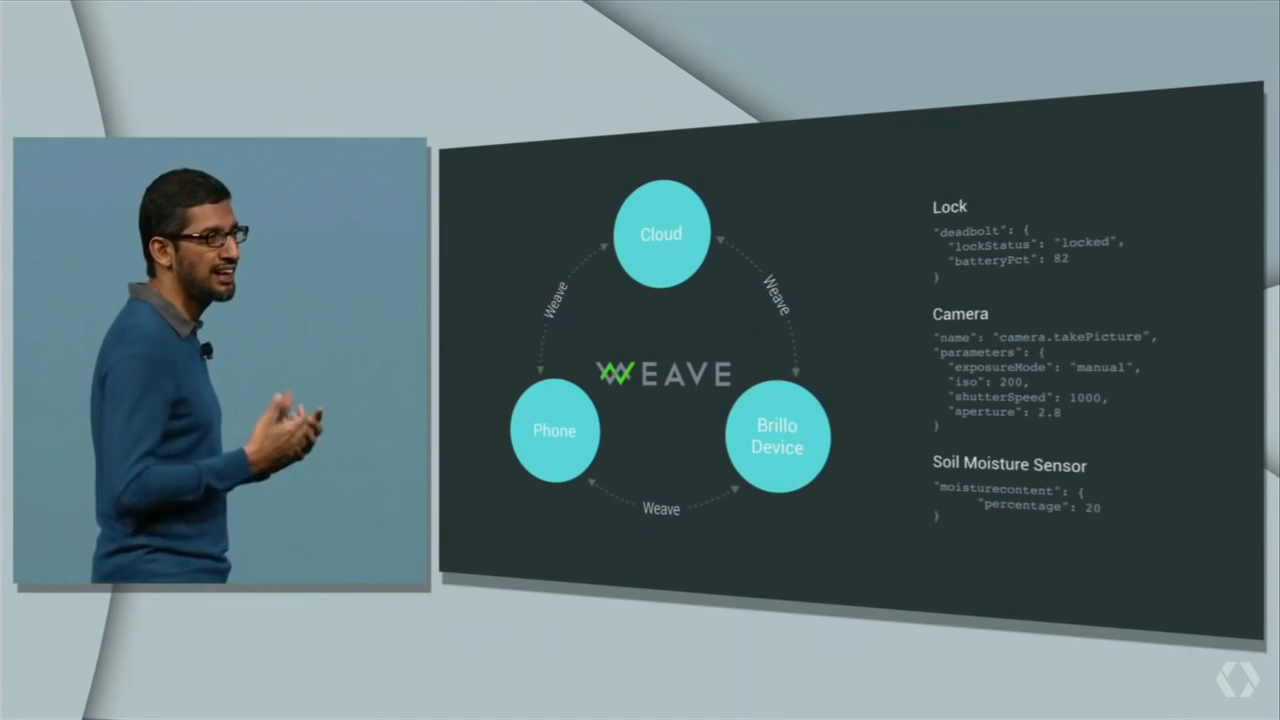 Cloud
Weave
Weave
WEAVE
Phone
Brillo
Device
Weave
Lock
"deadbolt": {
"lockStatus": "locked",
"batteryPct": 82
}
Camera
"name": "camera.takePicture",
"parameters": {
"exposureMode": "manual",
"iso": 200,
"shutterSpeed": 1000,
"aperture": 2.8
}
Soil Moisture Sensor
"moisturecontent": {
"percentage": 20
}